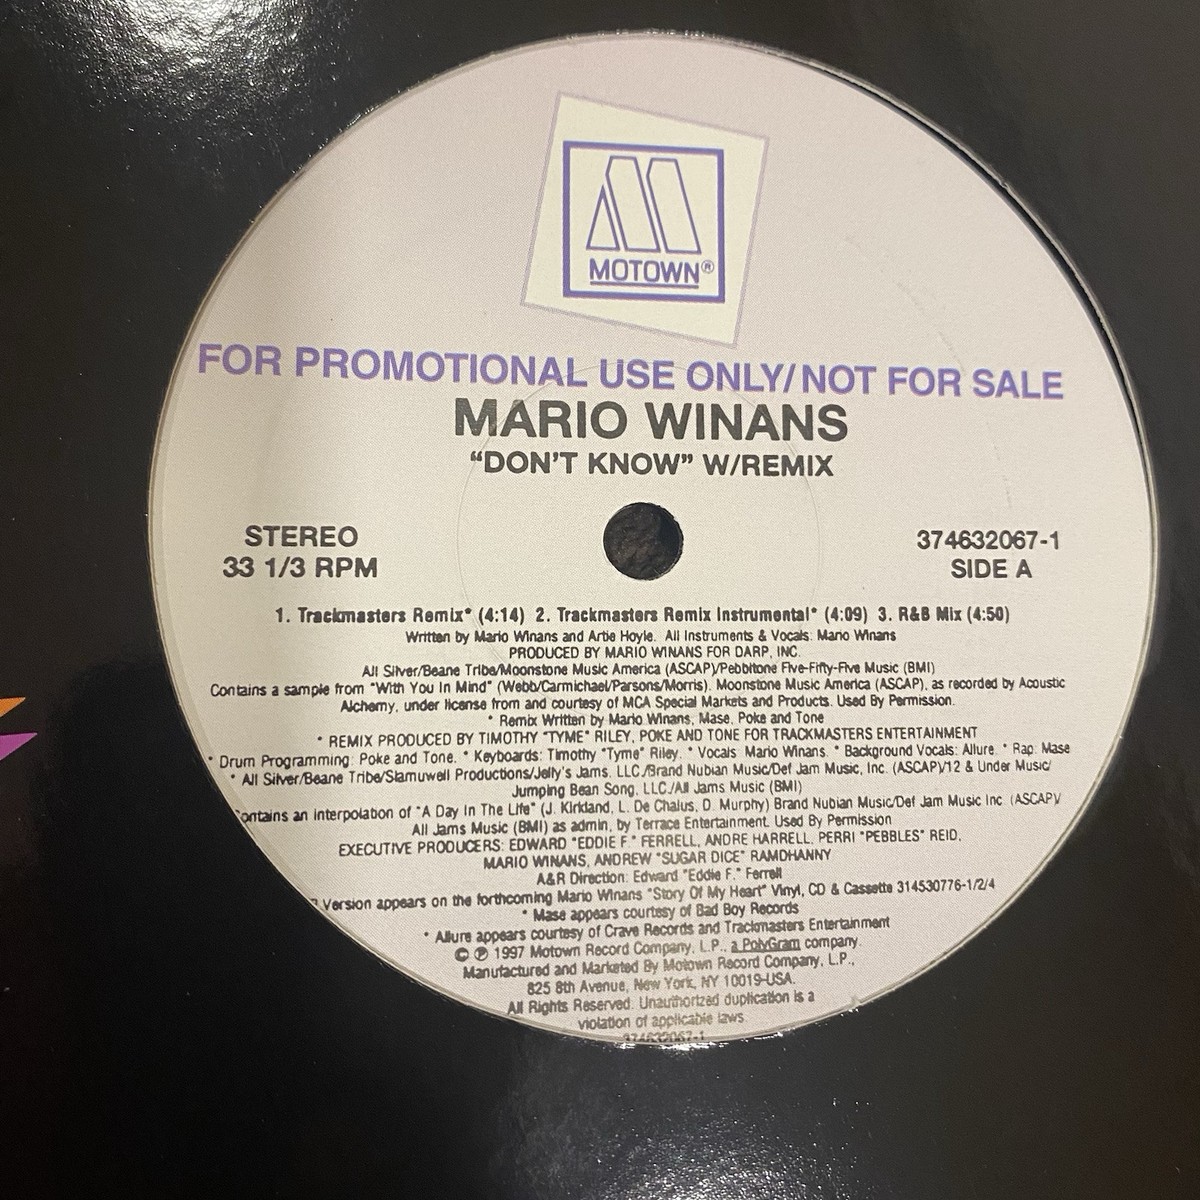 MOTOWN®
FOR PROMOTIONAL USE ONLY/NOT FOR SALE
MARIO WINANS
“DON'T KNOW” W/REMIX
STEREO
33 1/3 RPM
374632067-1
SIDE A
1. Trackmasters Remix* (4:14) 2. Trackmasters Remix Instrumental* (4:09) 3. R&B Mix (4:50)
Written by Mario Winans and Artie Hoyle. All Instruments & Vocals: Mario Winans
PRODUCED BY MARIO WINANS FOR DARP, INC.
All Silver/Beane Tribe/Moonstone Music America (ASCAP)/Pebbitone Five-Fifty-Five Music (BMI)
Contains a sample from "With You In Mind" (Webb/Carmichael/Parsons/Morris). Moonstone Music America (ASCAP), as recorded by Acoustic
Alchemy, under license from and courtesy of MCA Special Markets and Products. Used By Permission.
* Remix Written by Mario Winans, Mase, Poke and Tone
* REMIX PRODUCED BY TIMOTHY "TYME" RILEY, POKE AND TONE FOR TRACKMASTERS ENTERTAINMENT
* Drum Programming: Poke and Tone. * Keyboards: Timothy "Tyme" Riley. * Vocals: Mario Winans. * Background Vocals: Allure. * Rap: Mase
* All Silver/Beane Tribe/Slamuwell Productions/Jelly's Jams, LLC./Brand Nubian Music/Def Jam Music, Inc. (ASCAP)/12 & Under Music/
Jumping Bean Song, LLC./All Jams Music (BMI)
ontains an interpolation of "A Day In The Life" (J. Kirkland, L. De Chalus, D. Murphy) Brand Nubian Music/Def Jam Music Inc. (ASCAP)/
All Jams Music (BMI) as admin. by Terrace Entertainment. Used By Permission
EXECUTIVE PRODUCERS: EDWARD "EDDIE F." FERRELL, ANDRE HARRELL, PERRI "PEBBLES" REID,
MARIO WINANS, ANDREW "SUGAR DICE" RAMDHANNY
A&R Direction: Edward "Eddie F." Ferrell
Version appears on the forthcoming Mario Winans "Story Of My Heart" Vinyl, CD & Cassette 314530776-1/2/4
* Mase appears courtesy of Bad Boy Records
* Allure appears courtesy of Crave Records and Trackmasters Entertainment
© ℗ 1997 Motown Record Company, L.P., a PolyGram company.
Manufactured and Marketed By Motown Record Company, L.P.,
825 8th Avenue, New York, NY 10019-USA.
All Rights Reserved. Unauthorized duplication is a
violation of applicable laws.
374632067-1